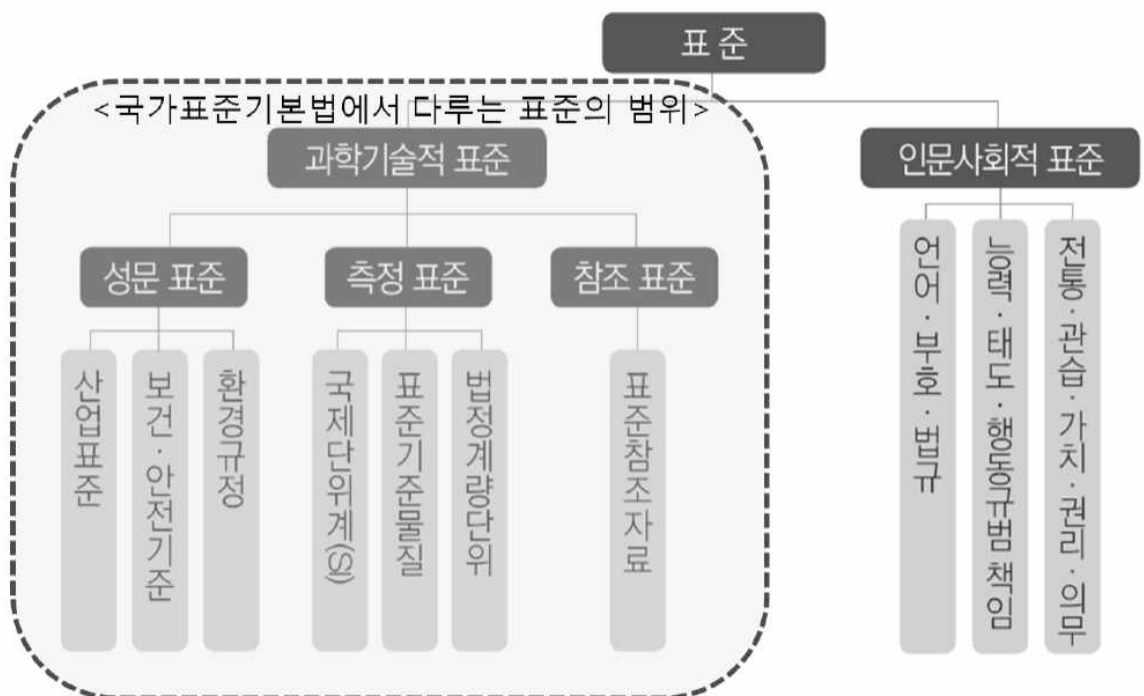 표 준
<국가표준기본법에서 다루는 표준의 범위>
과학기술적 표준
인문사회적 표준
성문 표준
측정 표준
참조 표준
산업표준
보건·안전기준
환경규정
국제단위계(SI)
표준기준물질
법정계량단위
표준참조자료
언어·부호·법규
능력·태도·행동규범 책임
전통·관습·가치·권리·의무